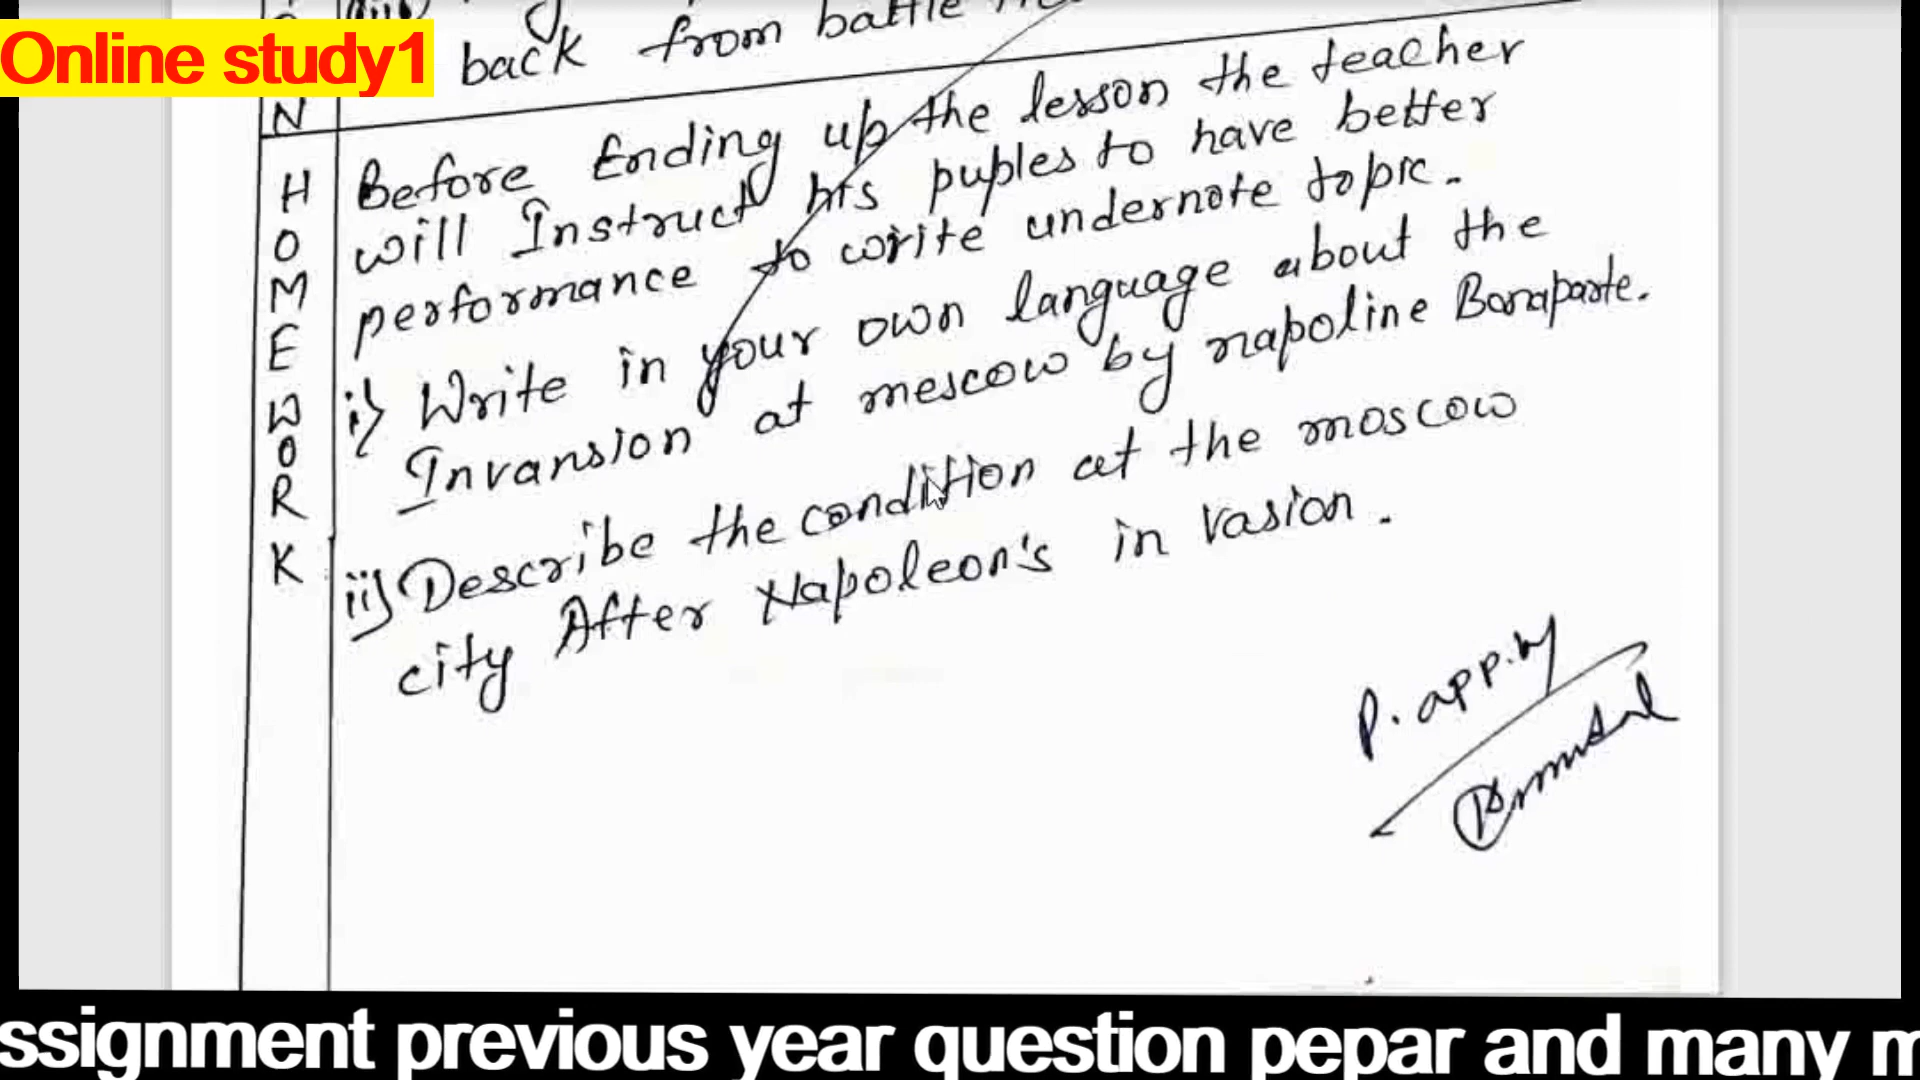 Online study1
back from battle
N
Before Ending up the lesson the teacher
will Instruct his puples to have better
performance to write undernote topic.
i) Write in your own language about the
Invansion at mescow by napoline Bonaparte.
ii) Describe the condition at the moscow
city After Napoleon's in vasion.
HOME
WORK
P. app.
ssignment previous year question pepar and many m